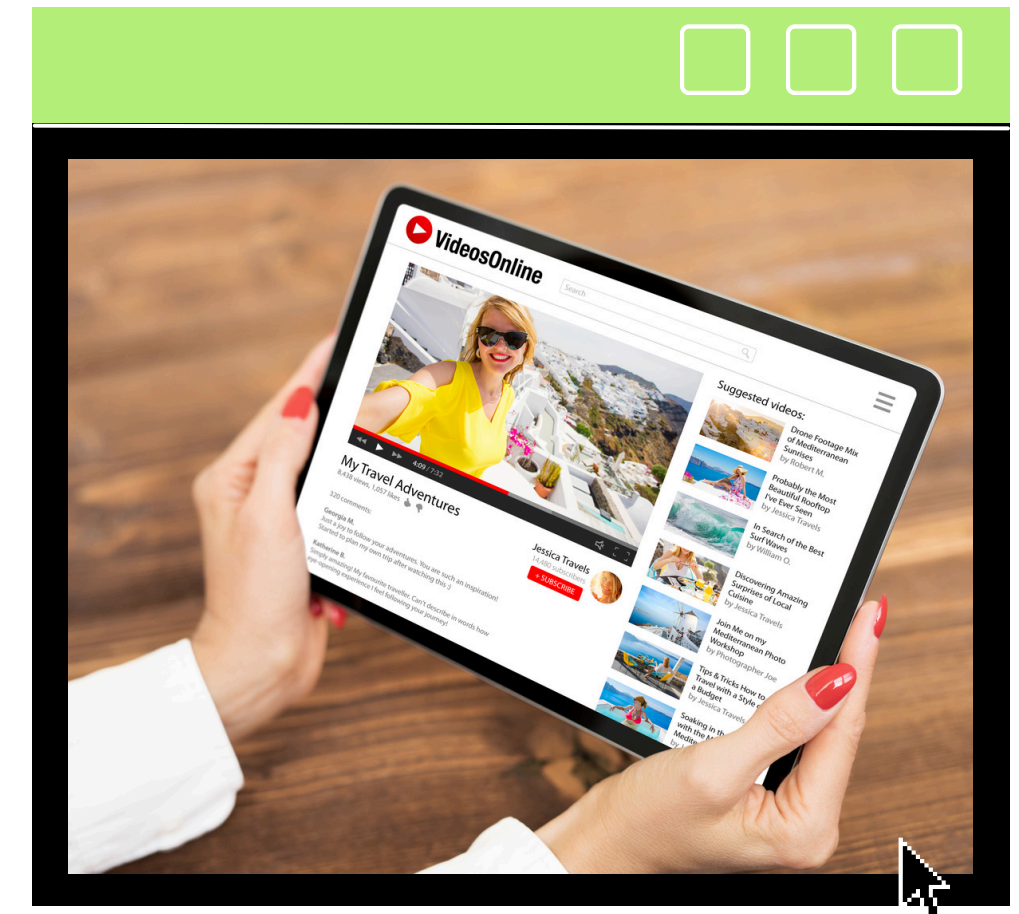 VideosOnline
Search
4:09 / 7:32
My Travel Adventures
8,438 views, 1,057 likes
320 comments:
Georgia M.
Just a joy to follow your adventures. You are such an inspiration!
Started to plan my own trip after watching this :)
Katherine B.
Simply amazing! My favourite traveller. Can't describe in words how
eye-opening experience I feel following your journey!
Jessica Travels
14,480 subscribers
+ SUBSCRIBE
Suggested videos:
Drone Footage Mix
of Mediterranean
Sunrises
by Robert M.
Probably the Most
Beautiful Rooftop
I've Ever Seen
by Jessica Travels
In Search of the Best
Surf Waves
by William O.
Discovering Amazing
Surprises of Local
Cuisine
by Jessica Travels
Join Me on my
Mediterranean Photo
Workshop
by Photographer Joe
Tips & Tricks How to
Travel with a Style
a Budget
by Jessica Travels
Soaking in
with the
by